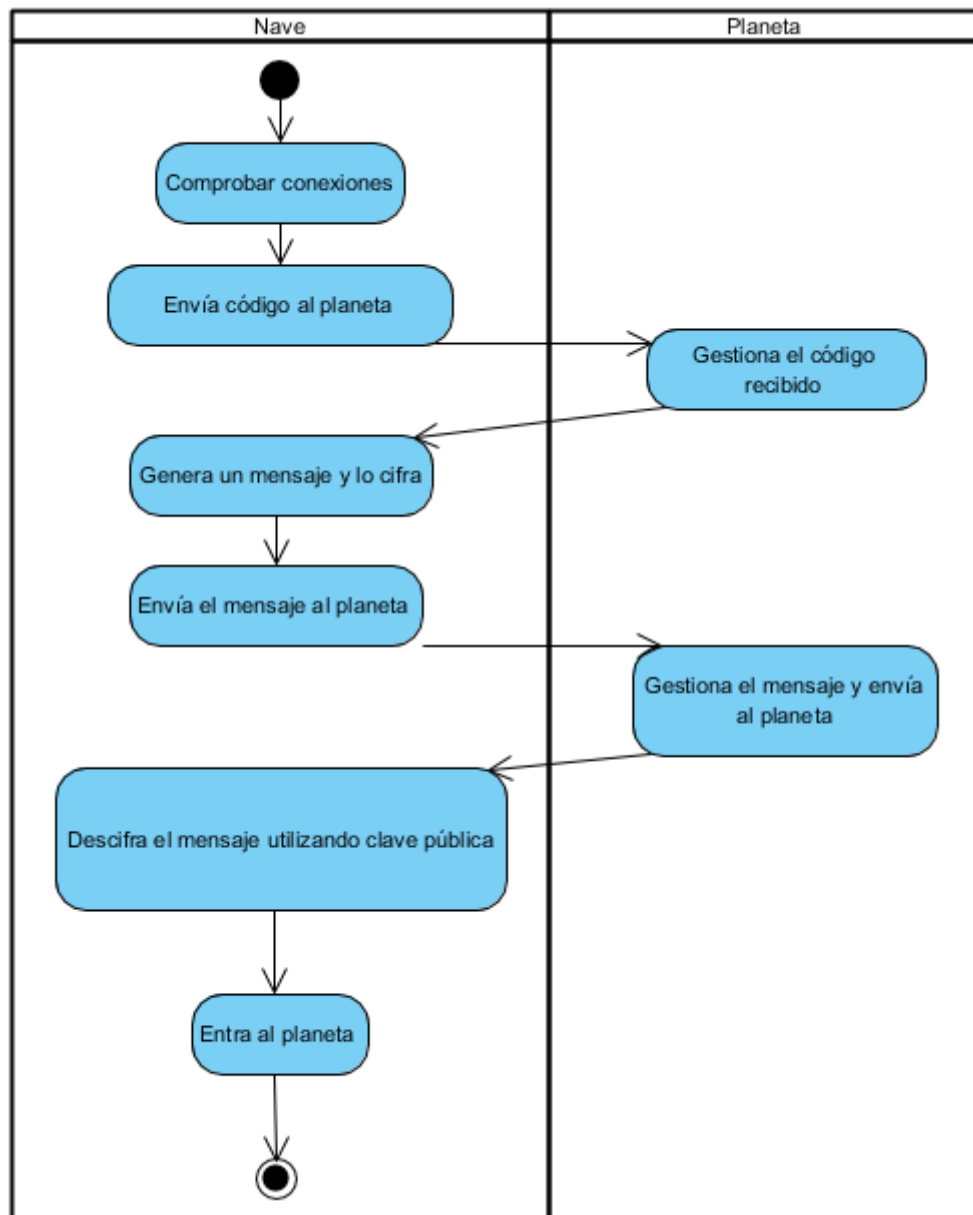 Nave
Planeta
Comprobar conexiones
Envía código al planeta
Gestiona el código
recibido
Genera un mensaje y lo cifra
Envía el mensaje al planeta
Gestiona el mensaje y envía
al planeta
Descifra el mensaje utilizando clave pública
Entra al planeta